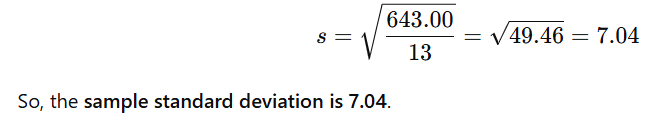 s = √(643.00/13) = √49.46 = 7.04
So, the sample standard deviation is 7.04.